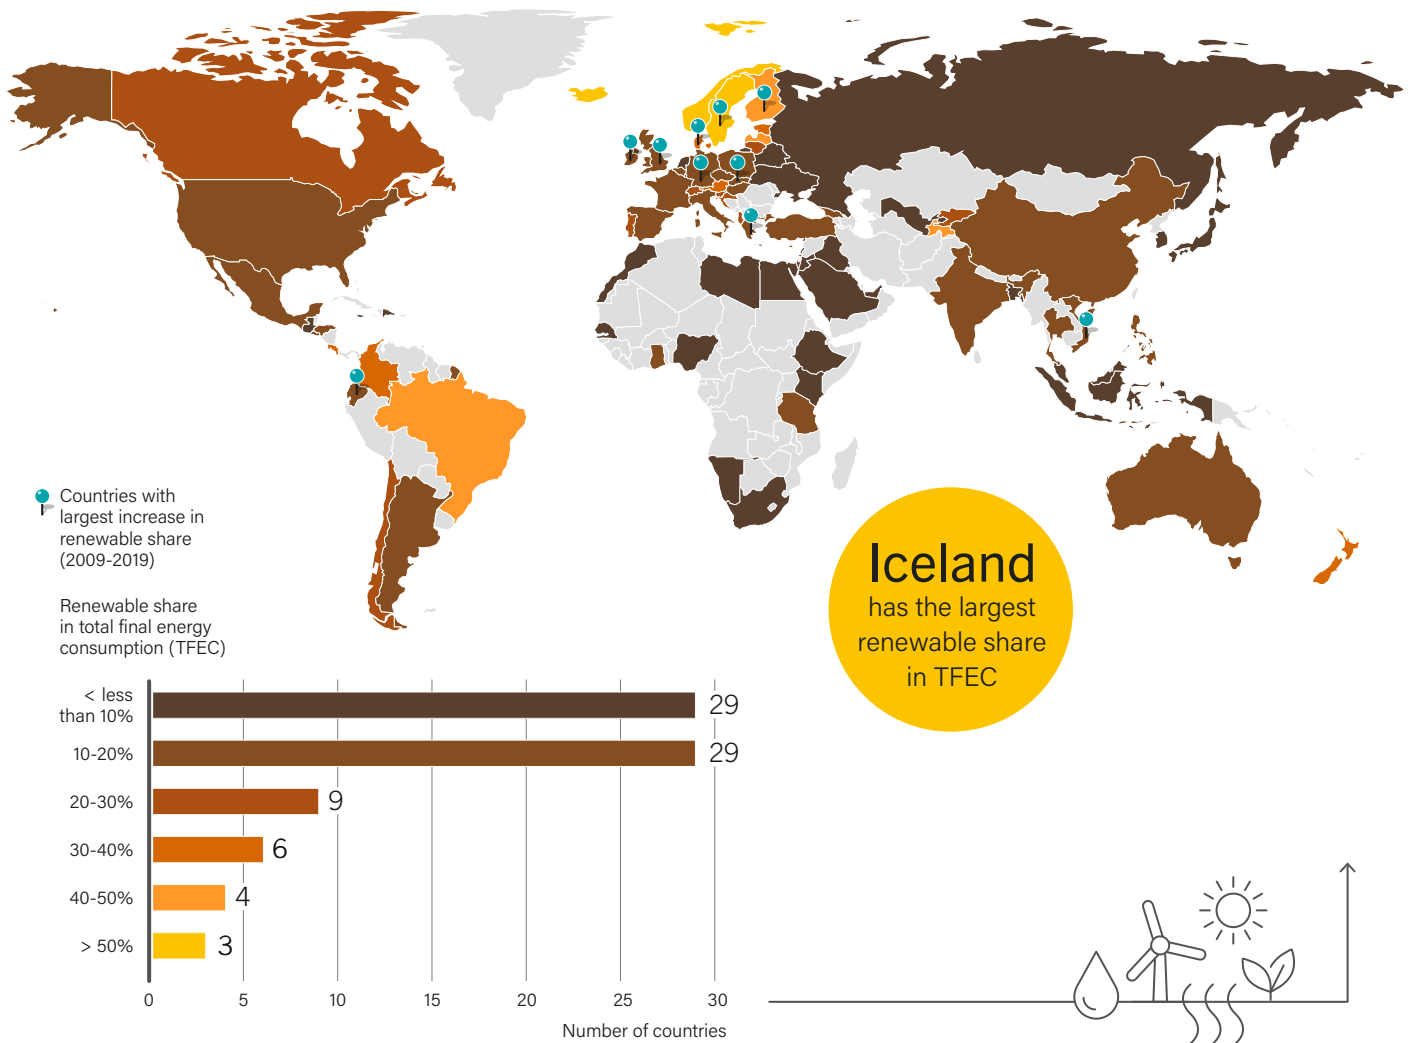 Countries with
largest increase in
renewable share
(2009-2019)
Renewable share
in total final energy
consumption (TFEC)
Iceland
has the largest
renewable share
in TFEC
< less
than 10%
29
10-20%
29
20-30%
9
30-40%
6
40-50%
4
> 50%
3
0 5 10 15 20 25 30
Number of countries